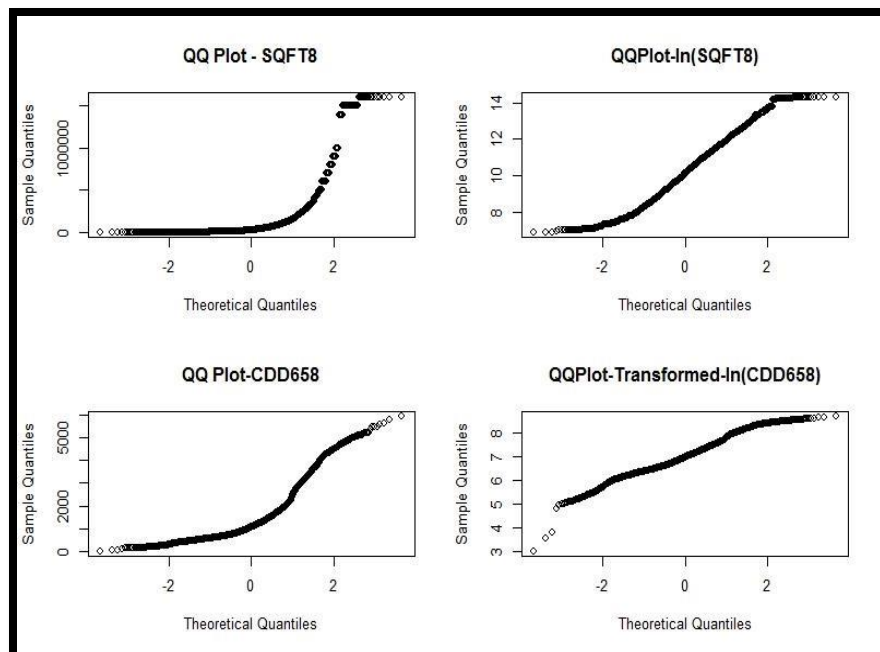 QQ Plot - SQFT8
Sample Quantiles
1000000
0
-2 0 2
Theoretical Quantiles
QQPlot-ln(SQFT8)
Sample Quantiles
14
12
10
8
-2 0 2
Theoretical Quantiles
QQ Plot-CDD658
Sample Quantiles
5000
2000
0
-2 0 2
Theoretical Quantiles
QQPlot-Transformed-ln(CDD658)
Sample Quantiles
8
7
6
5
4
3
-2 0 2
Theoretical Quantiles